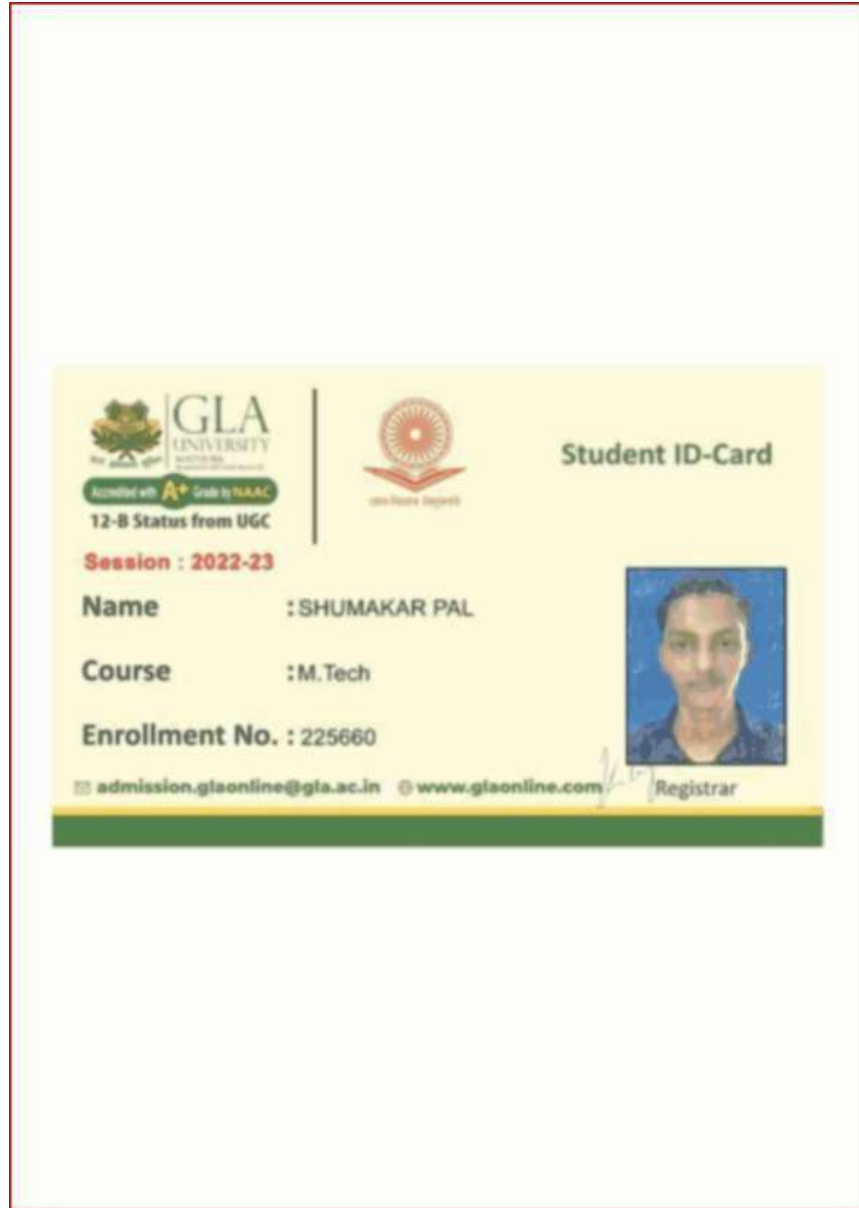 GLA
UNIVERSITY
Accredited with A+ Grade by NAAC
12-B Status from UGC
Student ID-Card
Session : 2022-23
Name : SHUMAKAR PAL
Course : M.Tech
Enrollment No. : 225660
admission.glaonline@gla.ac.in www.glaonline.com Registrar